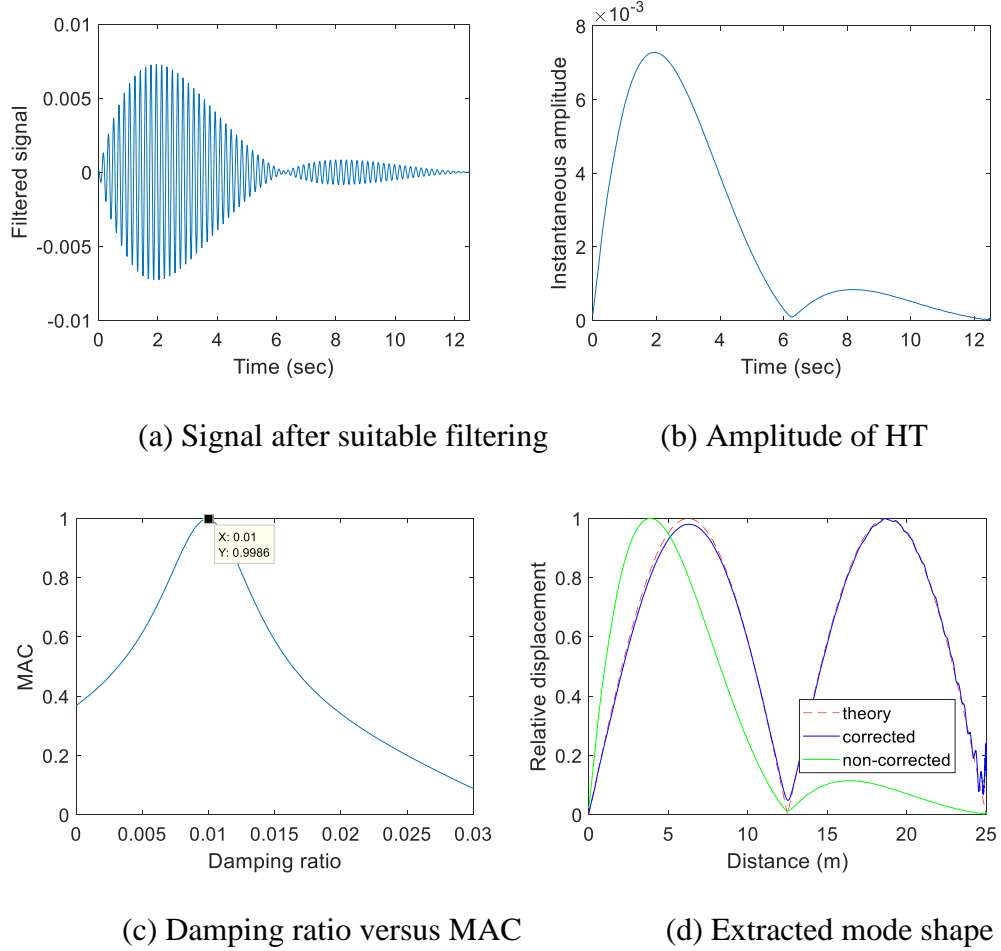 0.01
0.005
0
-0.005
-0.01
Filtered signal
0 2 4 6 8 10 12
Time (sec)
×10-3
8
6
4
2
0
Instantaneous amplitude
0 2 4 6 8 10 12
Time (sec)
(a) Signal after suitable filtering
(b) Amplitude of HT
1
0.8
0.6
0.4
0.2
0
MAC
X: 0.01
Y: 0.9986
0 0.005 0.01 0.015 0.02 0.025 0.03
Damping ratio
1
0.8
0.6
0.4
0.2
0
Relative displacement
theory
corrected
non-corrected
0 5 10 15 20 25
Distance (m)
(c) Damping ratio versus MAC
(d) Extracted mode shape